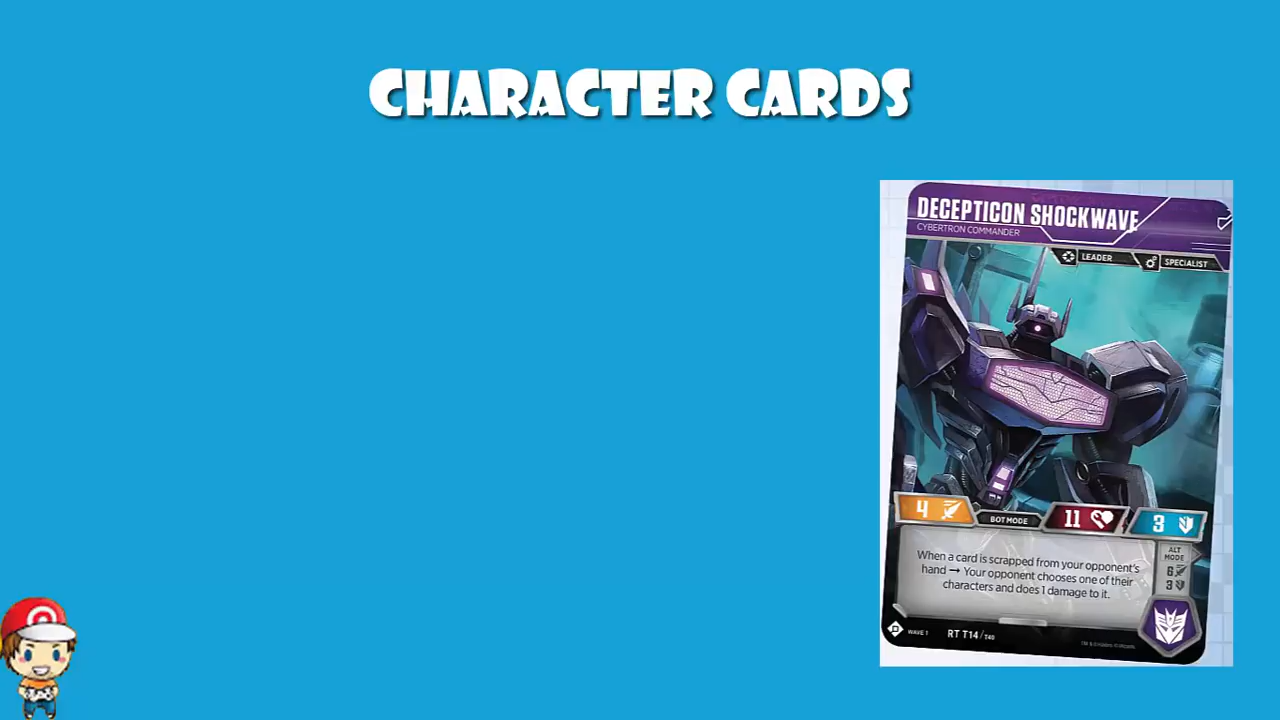 CHARACTER CARDS
DECEPTICON SHOCKWAVE
CYBERTRON COMMANDER
LEADER
SPECIALIST
4
BOT MODE
11
3
When a card is scrapped from your opponent's
hand → Your opponent chooses one of their
characters and does 1 damage to it.
ALT
MODE
6
3
WAVE 1
RT T14/T40